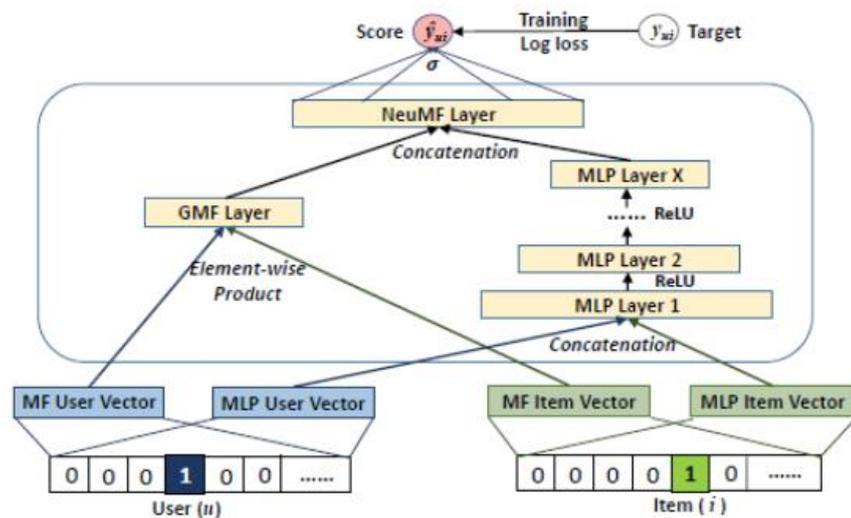 Score ŷui Training yui Target
Log loss
σ
NeuMF Layer
Concatenation
MLP Layer X
GMF Layer
...... ReLU
Element-wise
Product
MLP Layer 2
ReLU
MLP Layer 1
Concatenation
MF User Vector
MLP User Vector
MF Item Vector
MLP Item Vector
0 0 0 1 0 0 ......
0 0 0 0 1 0 ......
User (u)
Item ( i )